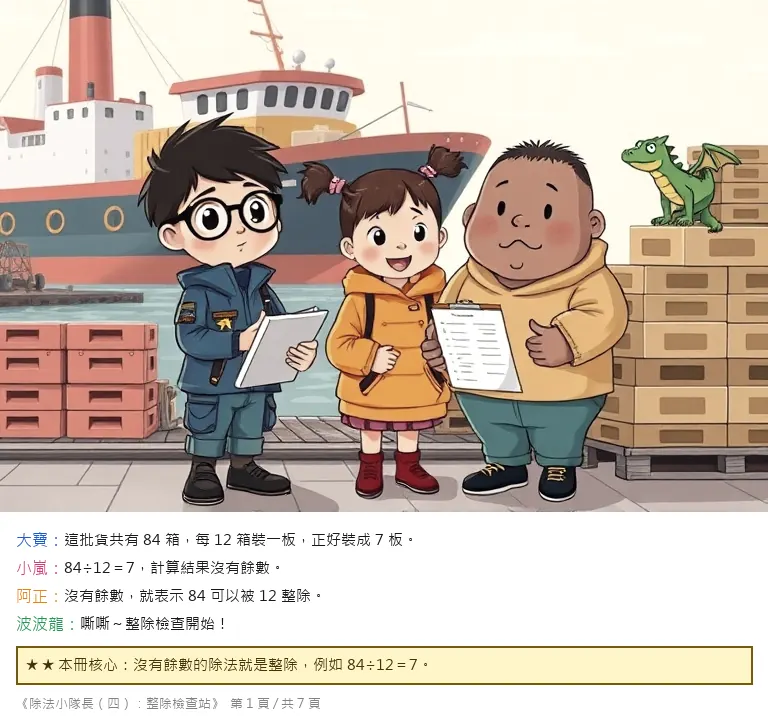 大寶：這批貨共有 84 箱，每 12 箱裝一板，正好裝成 7 板。
小嵐：84÷12＝7，計算結果沒有餘數。
阿正：沒有餘數，就表示 84 可以被 12 整除。
波波龍：嘶嘶～整除檢查開始！
★★本冊核心：沒有餘數的除法就是整除，例如 84÷12＝7。
《除法小隊長（四）：整除檢查站》 第 1 頁 / 共 7 頁